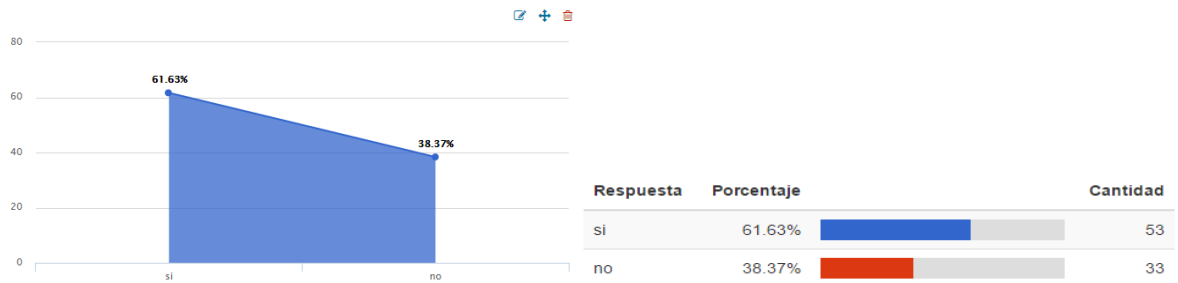 80
61.63%
60
38.37%
40
20
0
si
no
Respuesta Porcentaje Cantidad
si 61.63% 53
no 38.37% 33